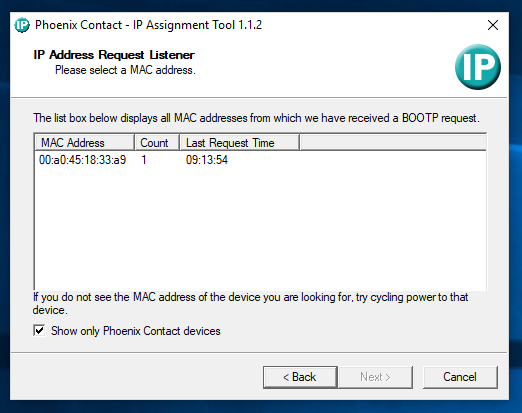 Phoenix Contact - IP Assignment Tool 1.1.2
IP Address Request Listener
Please select a MAC address.
IP
The list box below displays all MAC addresses from which we have received a BOOTP request.
MAC Address Count Last Request Time
00:a0:45:18:33:a9 1 09:13:54
If you do not see the MAC address of the device you are looking for, try cycling power to that
device.
Show only Phoenix Contact devices
< Back Next > Cancel